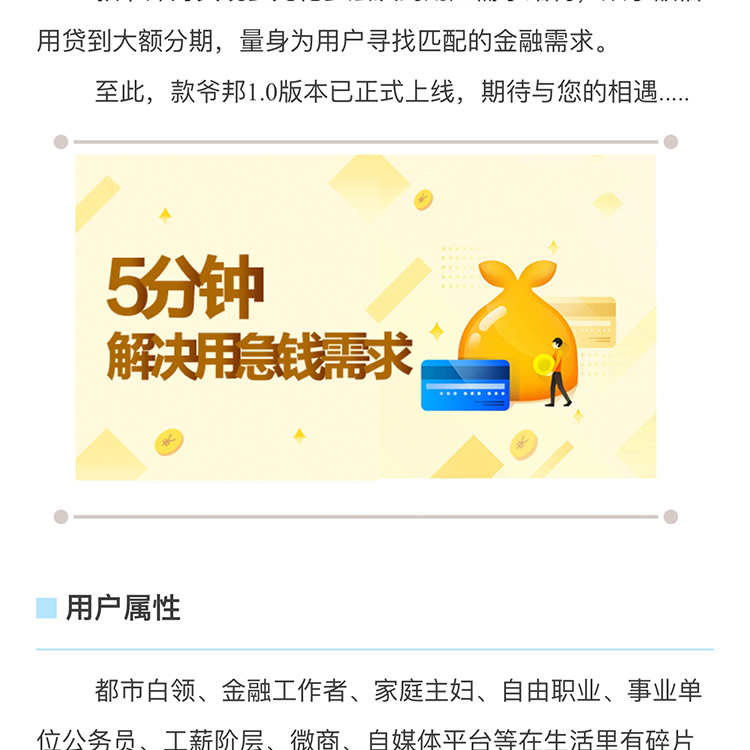 用贷到大额分期，量身为用户寻找匹配的金融需求。
至此，款爷邦1.0版本已正式上线，期待与您的相遇.....
5分钟
解决用急钱需求
用户属性
都市白领、金融工作者、家庭主妇、自由职业、事业单
位公务员、工薪阶层、微商、自媒体平台等在生活里有碎片